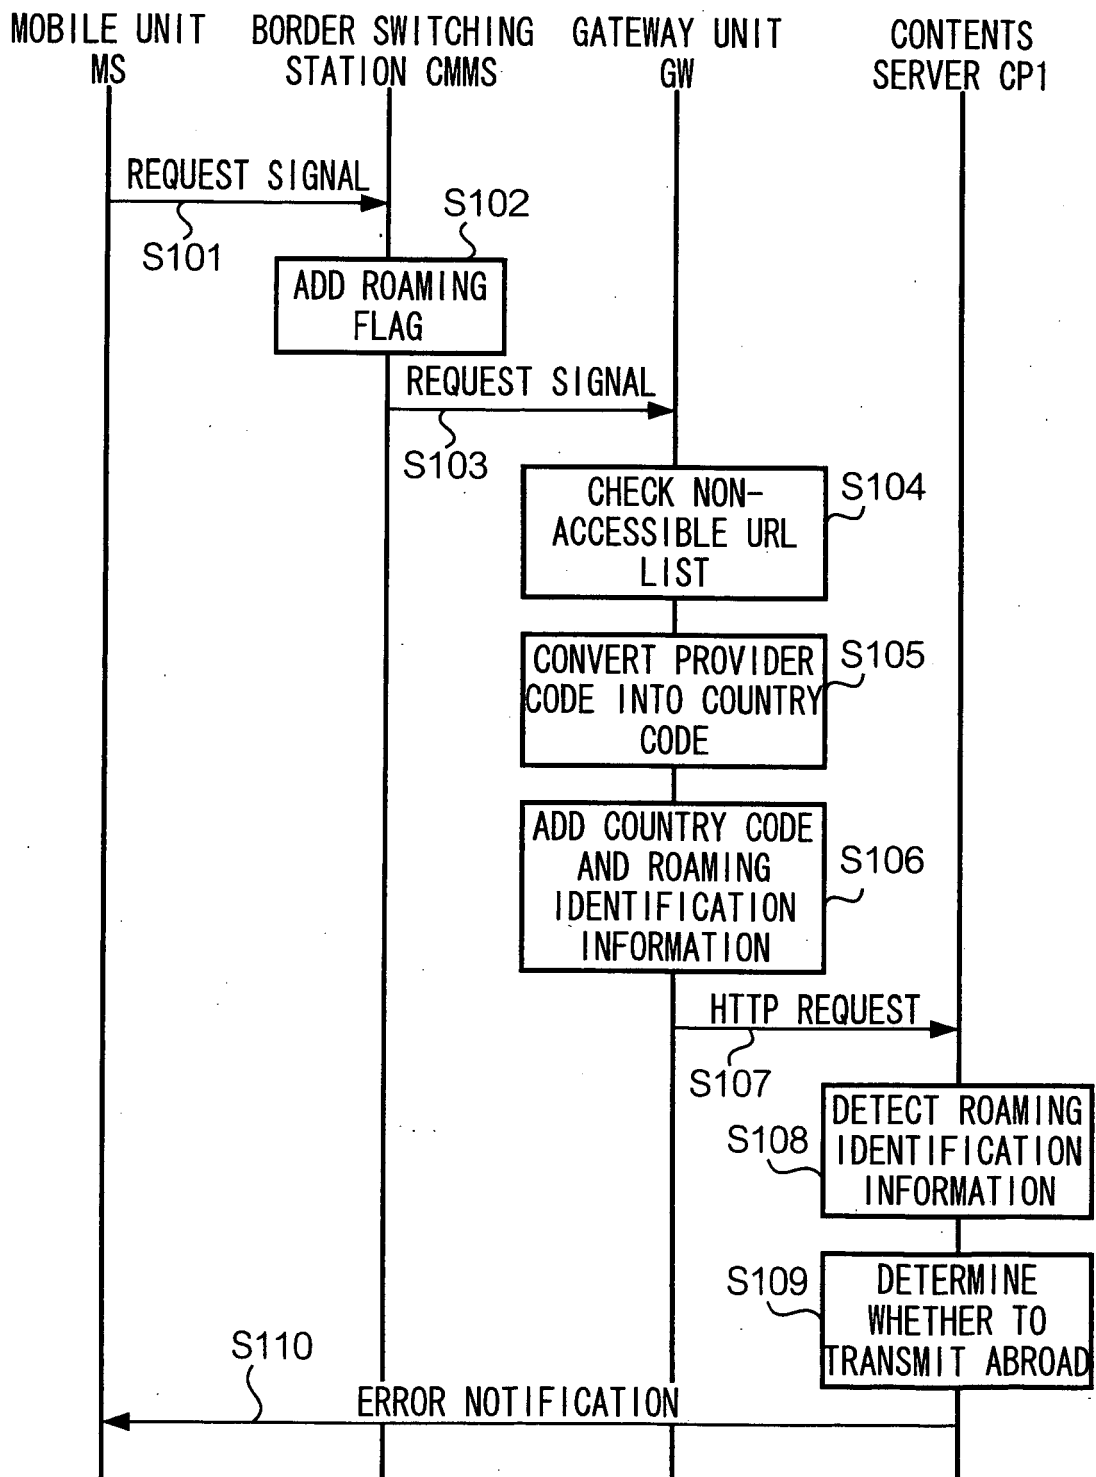 MOBILE UNIT
MS
BORDER SWITCHING
STATION CMMS
GATEWAY UNIT
GW
CONTENTS
SERVER CP1
REQUEST SIGNAL
S101
S102
ADD ROAMING
FLAG
REQUEST SIGNAL
S103
CHECK NON-
ACCESSIBLE URL
LIST
S104
CONVERT PROVIDER
CODE INTO COUNTRY
CODE
S105
ADD COUNTRY CODE
AND ROAMING
IDENTIFICATION
INFORMATION
S106
HTTP REQUEST
S107
DETECT ROAMING
IDENTIFICATION
INFORMATION
S108
DETERMINE
WHETHER TO
TRANSMIT ABROAD
S109
S110
ERROR NOTIFICATION